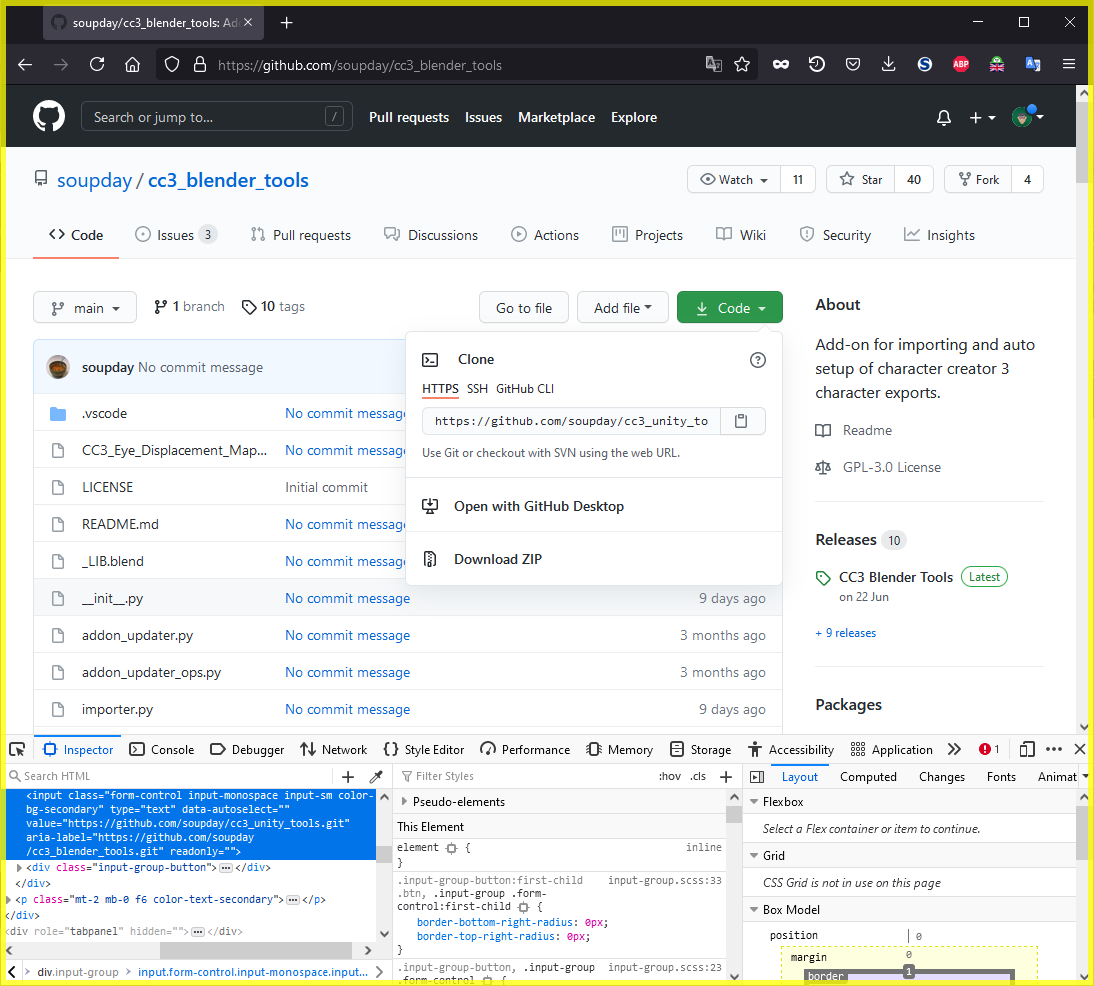 soupday/cc3_blender_tools: Add
https://github.com/soupday/cc3_blender_tools
ABP
Search or jump to... /
Pull requests Issues Marketplace Explore
soupday / cc3_blender_tools
Watch 11 Star 40 Fork 4
Code Issues 3 Pull requests Discussions Actions Projects Wiki Security Insights
main 1 branch 10 tags Go to file Add file Code
About
Add-on for importing and auto
setup of character creator 3
character exports.
Readme
GPL-3.0 License
Releases 10
CC3 Blender Tools Latest
on 22 Jun
+ 9 releases
Packages
Clone
HTTPS SSH GitHub CLI
https://github.com/soupday/cc3_unity_to
Use Git or checkout with SVN using the web URL.
Open with GitHub Desktop
Download ZIP
soupday No commit message
.vscode No commit message
CC3_Eye_Displacement_Map... No commit message
LICENSE Initial commit
README.md No commit message
_LIB.blend No commit message
__init__.py No commit message 9 days ago
addon_updater.py No commit message 3 months ago
addon_updater_ops.py No commit message 3 months ago
importer.py No commit message 9 days ago
Inspector Console Debugger Network Style Editor Performance Memory Storage Accessibility Application 1
Search HTML
<input class="form-control input-monospace input-sm color-
bg-secondary" type="text" data-autoselect=""
value="https://github.com/soupday/cc3_unity_tools.git"
aria-label="https://github.com/soupday
/cc3_blender_tools.git" readonly="">
<div class="input-group-button"></div>
</div>
<p class="mt-2 mb-0 f6 color-text-secondary"></p>
/div>
<div role="tabpanel" hidden=""></div>
div.input-group input.form-control.input-monospace.input...
Filter Styles :hov .cls
Pseudo-elements
This Element
element { inline
}
.input-group-button:first-child input-group.scss:33
.btn, .input-group .form-
control:first-child {
border-bottom-right-radius: 0px;
border-top-right-radius: 0px;
}
.input-group-button, .input-group input-group.scss:23
.form-control {
Layout Computed Changes Fonts Animat
Flexbox
Select a Flex container or item to continue.
Grid
CSS Grid is not in use on this page
Box Model
position 0
margin 0
border 1